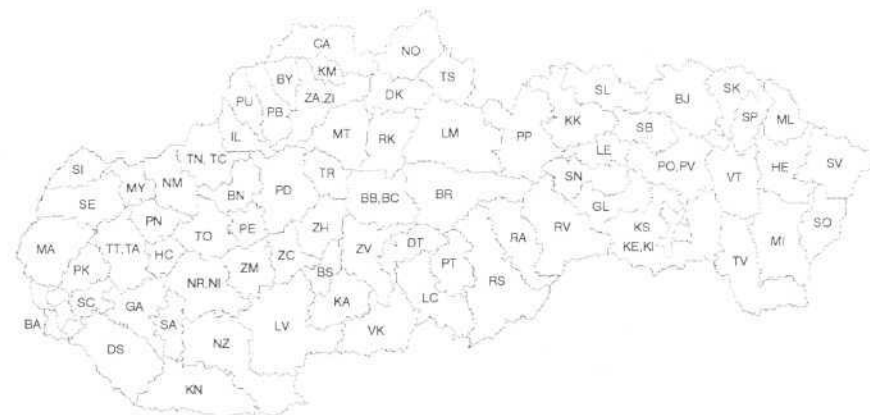 CA
NO
KM
TS
BY
DK
ZA,ZI
PU
PB
IL
MT
RK
LM
PP
SL
KK
BJ
SK
SP
ML
SB
LE
SI
TN, TC
MY
NM
BN
PD
TR
BB,BC
BR
SN
PO,PV
VT
HE
SV
SE
PN
TO
PE
ZH
GL
MA
TT,TA
HC
ZM
ZC
ZV
DT
RA
RV
KS
KE,KI
MI
SO
PK
NR,NI
BS
PT
TV
SC
GA
SA
KA
LC
RS
BA
DS
NZ
LV
VK
KN